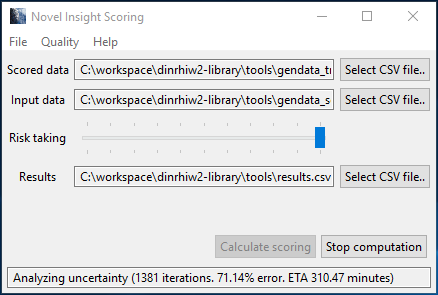 Novel Insight Scoring
File Quality Help
Scored data C:\workspace\dinrhiw2-library\tools\gendata_tr Select CSV file..
Input data C:\workspace\dinrhiw2-library\tools\gendata_s Select CSV file..
Risk taking
Results C:\workspace\dinrhiw2-library\tools\results.csv Select CSV file..
Calculate scoring Stop computation
Analyzing uncertainty (1381 iterations. 71.14% error. ETA 310.47 minutes)